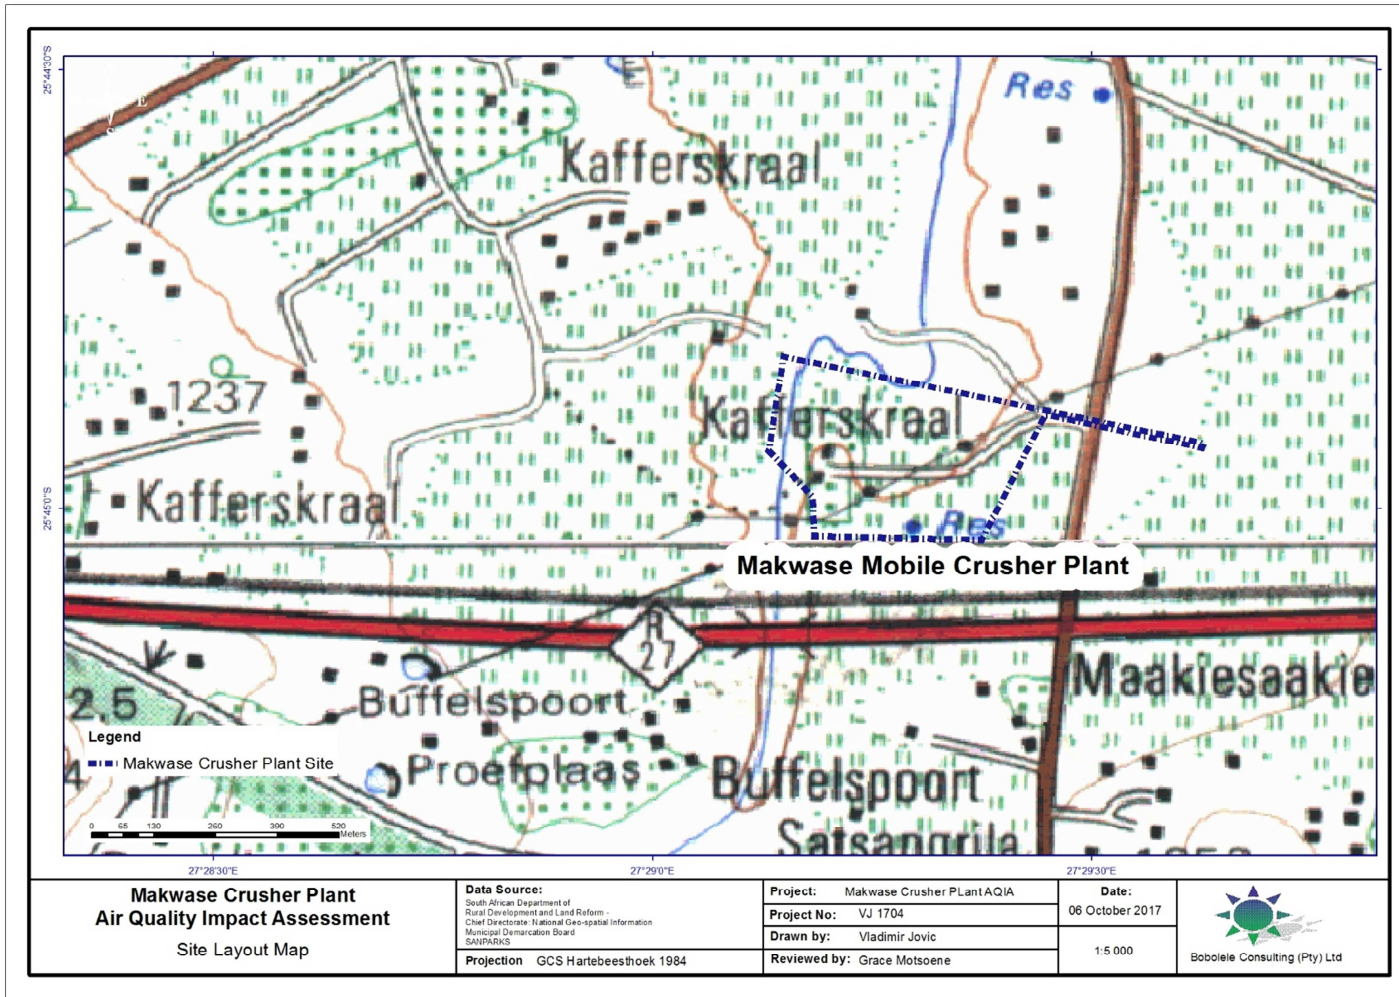 25°44'30"S
E
S
Res
Kafferskraal
1237
Kafferskraal
Kafferskraal
25°45'0"S
Res
Makwase Mobile Crusher Plant
R
27
Maakiesaakie
2,5
Buffelspoort
Legend
Makwase Crusher Plant Site
4
Proefplaas
Buffelspoort
Satsangrila
0 65 130 260 390 520
Meters
27°28'30"E
27°29'0"E
27°29'30"E
Makwase Crusher Plant
Air Quality Impact Assessment
Site Layout Map
Data Source:
South African Department of
Rural Development and Land Reform -
Chief Directorate: National Geo-spatial Information
Municipal Demarcation Board
SANPARKS
Projection GCS Hartebeesthoek 1984
Project: Makwase Crusher PLant AQIA
Project No: VJ 1704
Drawn by: Vladimir Jovic
Reviewed by: Grace Motsoene
Date:
06 October 2017
1:5 000
Bobolele Consulting (Pty) Ltd